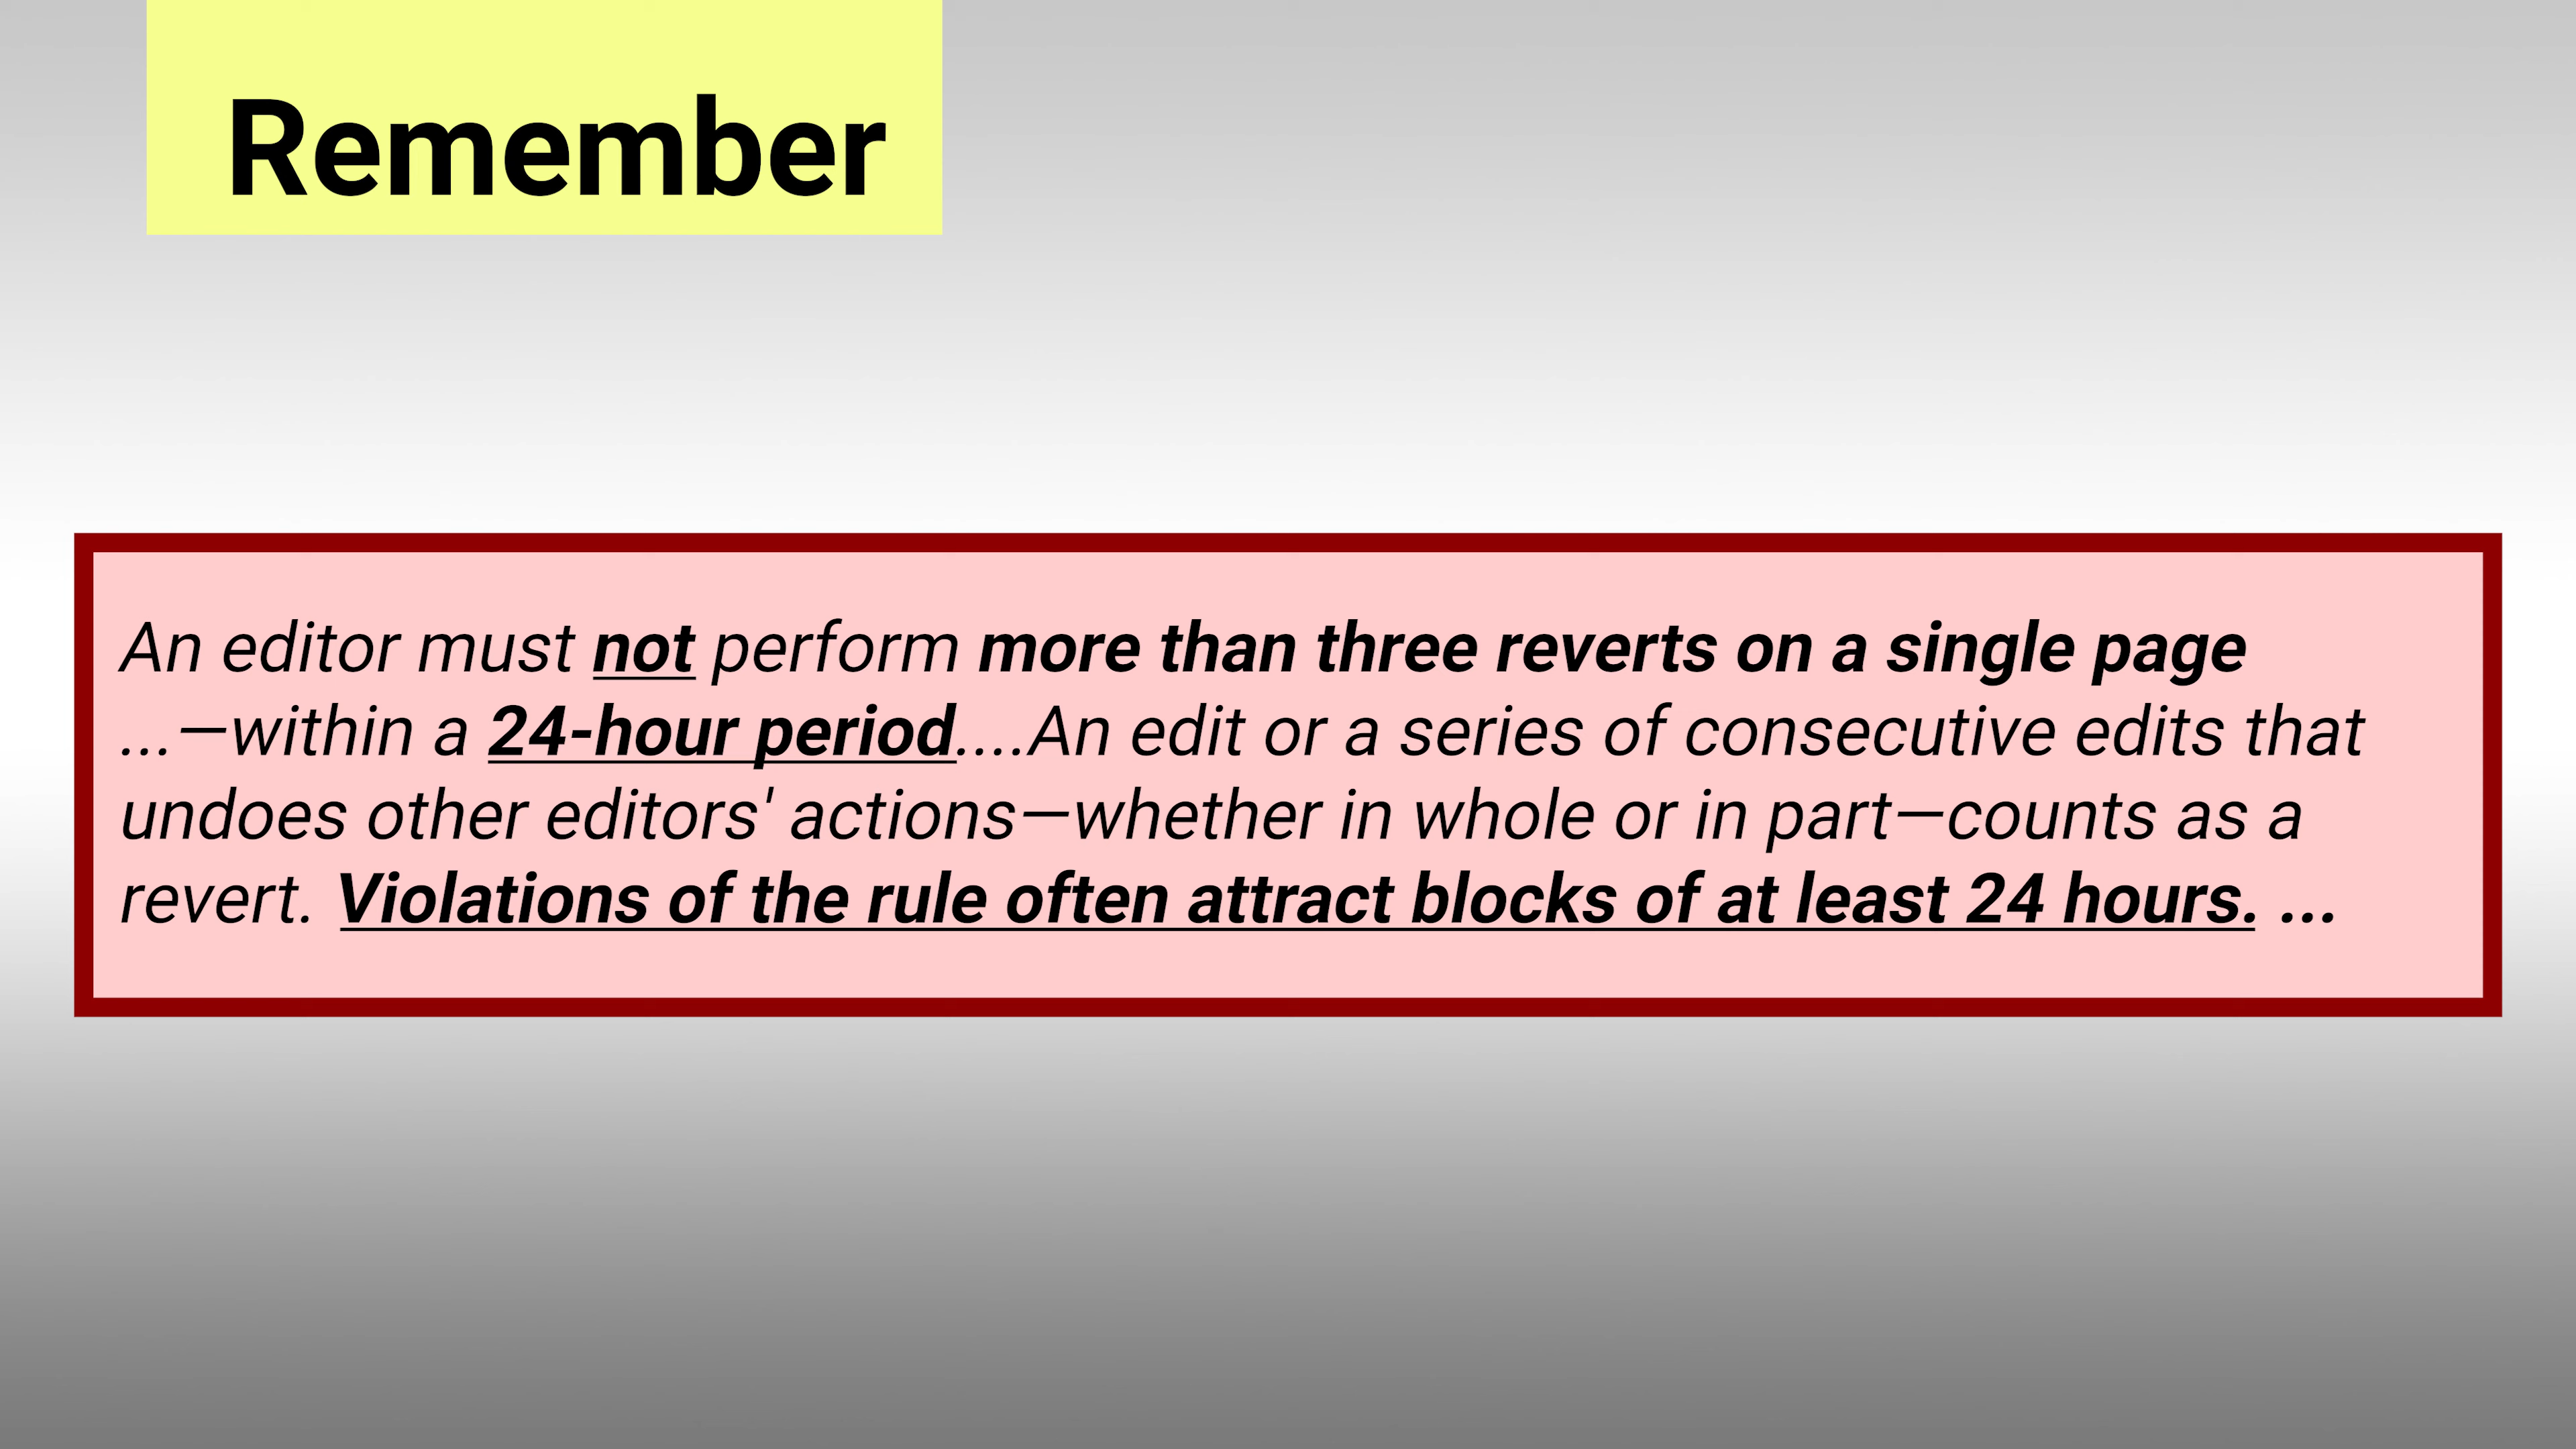 Remember
An editor must not perform more than three reverts on a single page
...—within a 24-hour period....An edit or a series of consecutive edits that
undoes other editors' actions—whether in whole or in part—counts as a
revert. Violations of the rule often attract blocks of at least 24 hours. ...